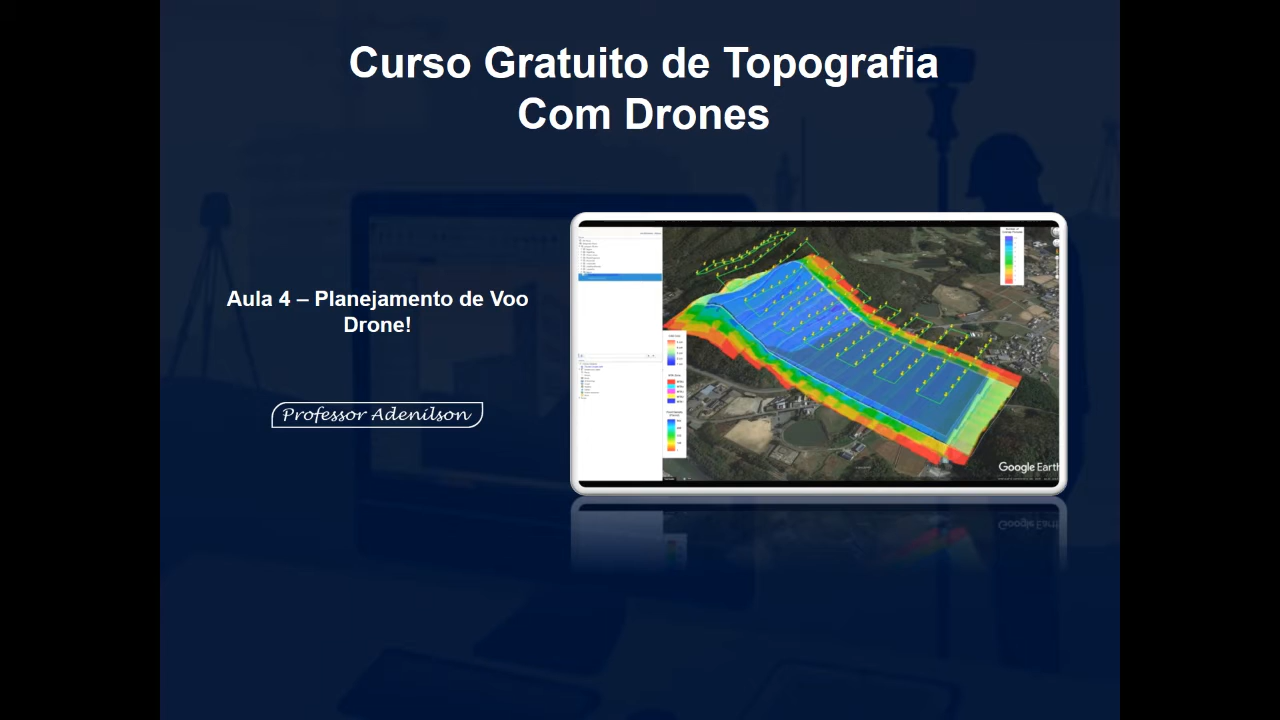 Curso Gratuito de Topografia
Com Drones
Aula 4 – Planejamento de Voo
Drone!
Professor Adenilson
Google Earth